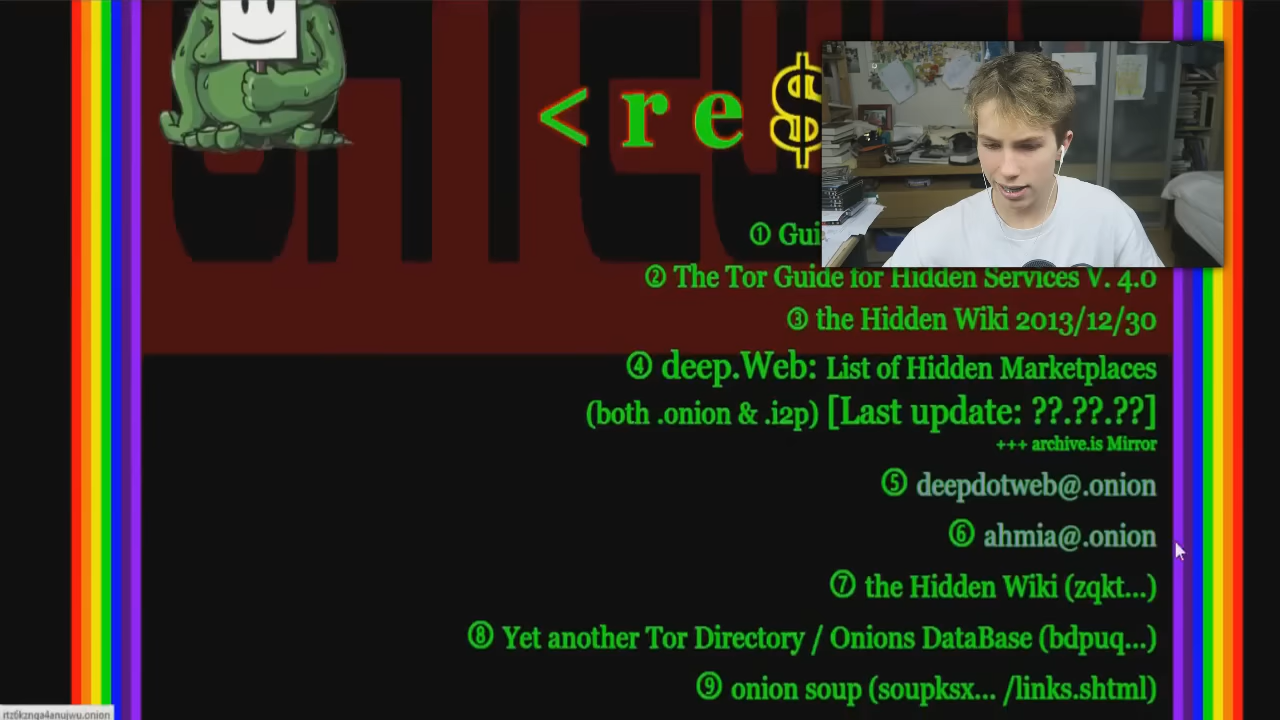 <re$
① Gui
② The Tor Guide for Hidden Services V. 4.0
③ the Hidden Wiki 2013/12/30
④ deep.Web: List of Hidden Marketplaces
(both .onion & .i2p) [Last update: ??.??.??]
+++ archive.is Mirror
⑤ deepdotweb@.onion
⑥ ahmia@.onion
⑦ the Hidden Wiki (zqkt...)
⑧ Yet another Tor Directory / Onions DataBase (bdpuq...)
⑨ onion soup (soupksx... /links.shtml)